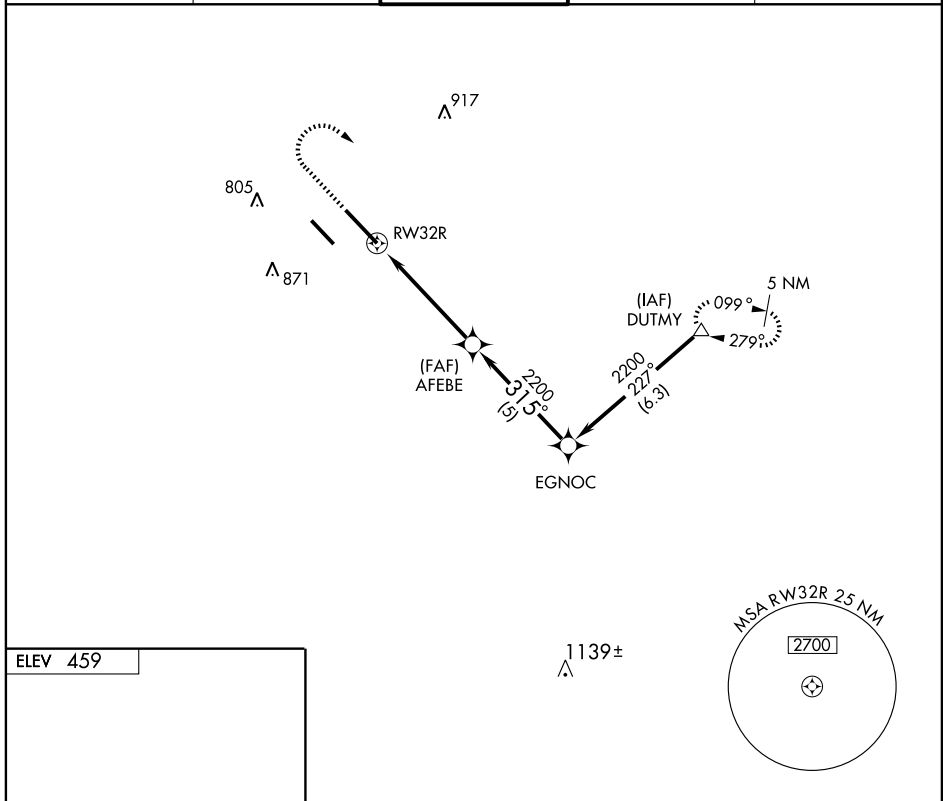 917
805
RW32R
871
5 NM
(IAF)
DUTMY
099°
279°
(FAF)
AFEBE
2200
315°
(5)
2200
227°
(6.3)
EGNOC
MSA RW32R 25 NM
2700
ELEV 459
1139±